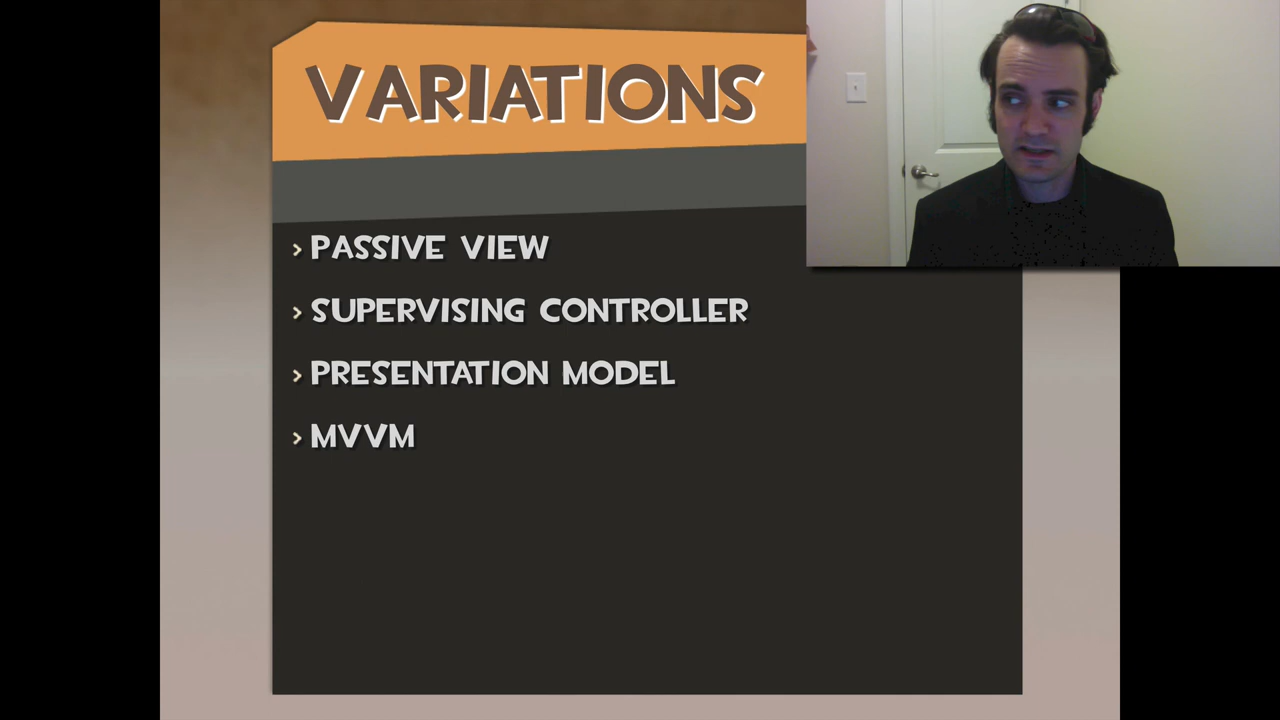 VARIATIONS
› PASSIVE VIEW
› SUPERVISING CONTROLLER
› PRESENTATION MODEL
› MVVM